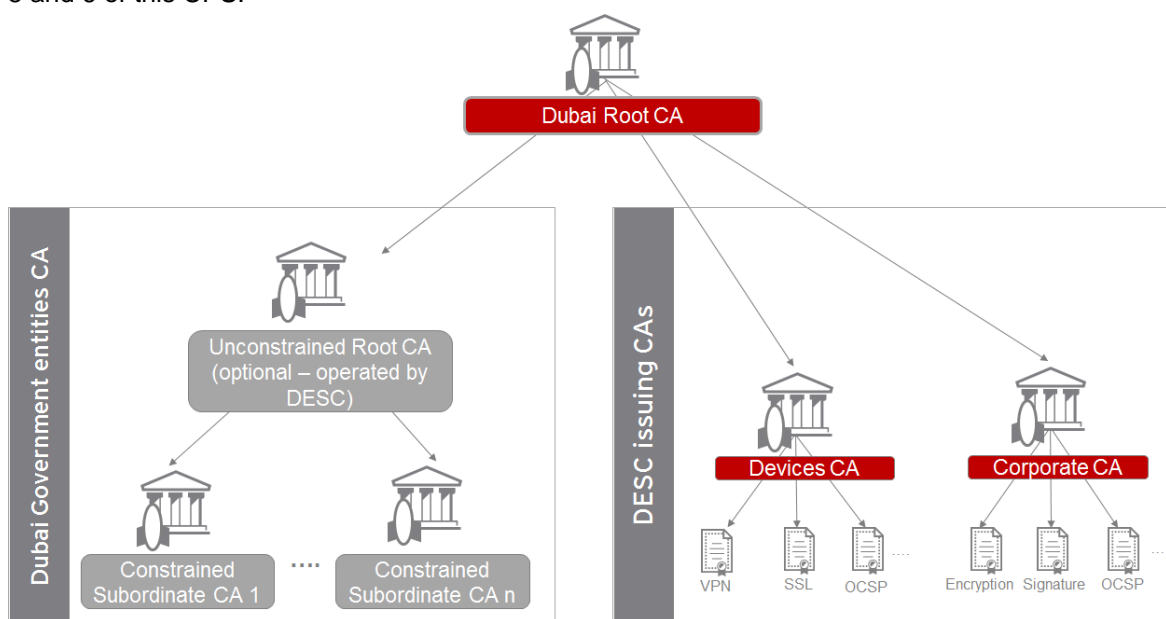 Dubai Root CA
Dubai Government entities CA
Unconstrained Root CA
(optional – operated by
DESC)
Constrained
Subordinate CA 1
....
Constrained
Subordinate CA n
DESC issuing CAs
Devices CA
VPN
SSL
OCSP
....
Corporate CA
Encryption
Signature
OCSP
...